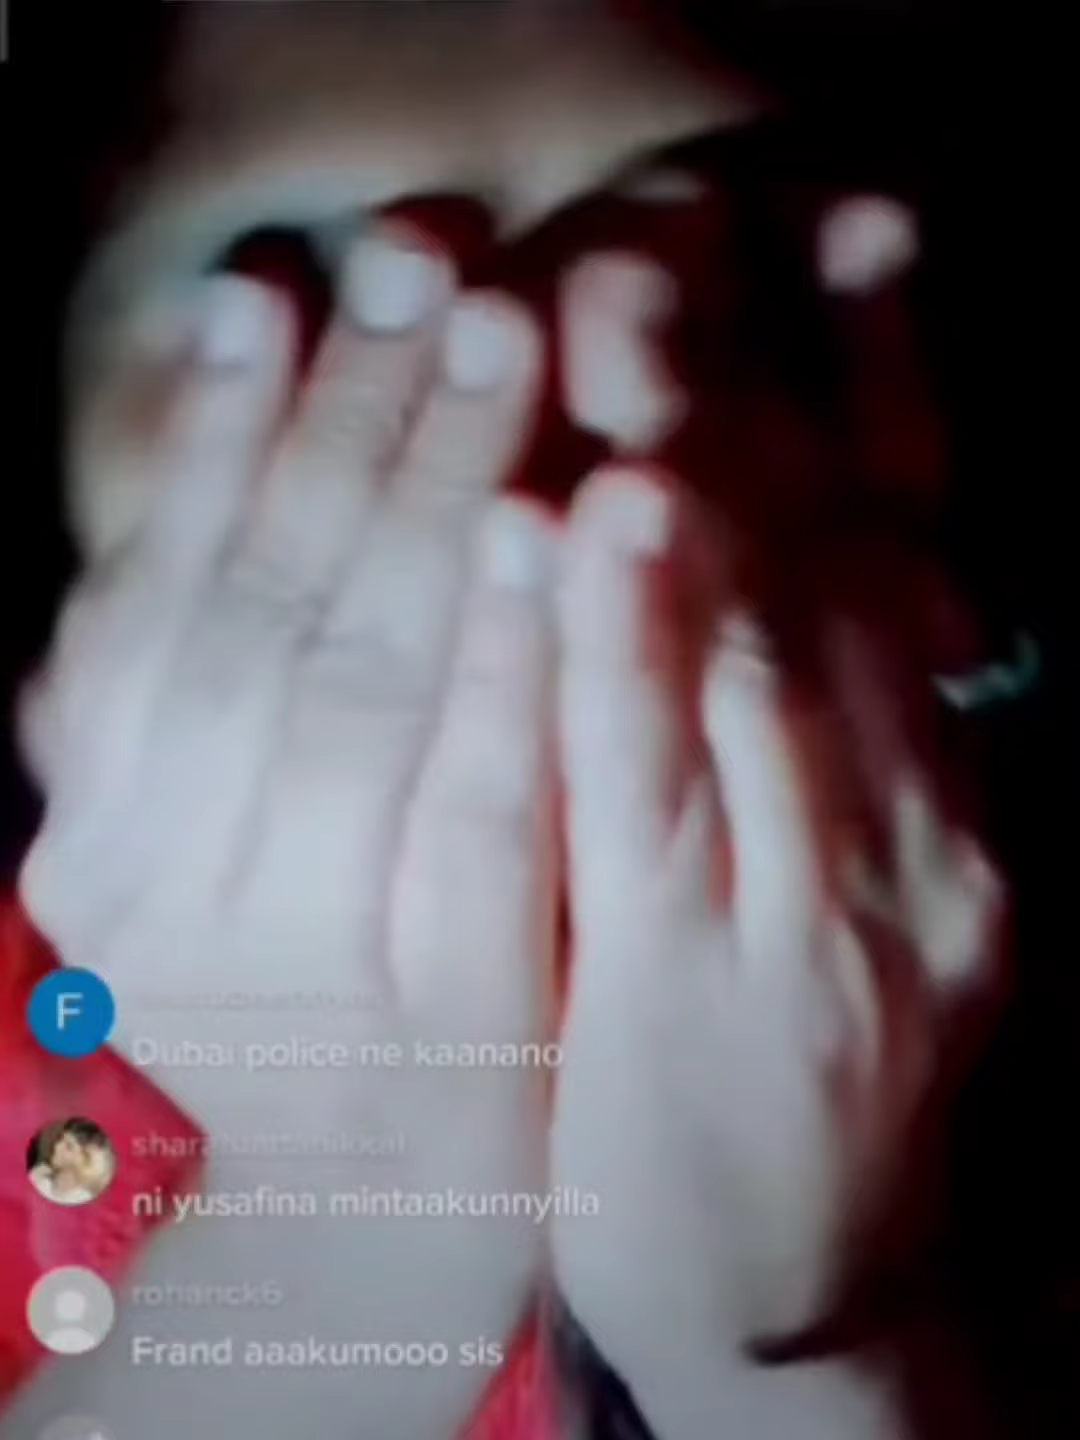 F
Dubai police ne kaanano
ni yusafina mintaakunnyilla
rohanck6
Frand aaakumooo sis